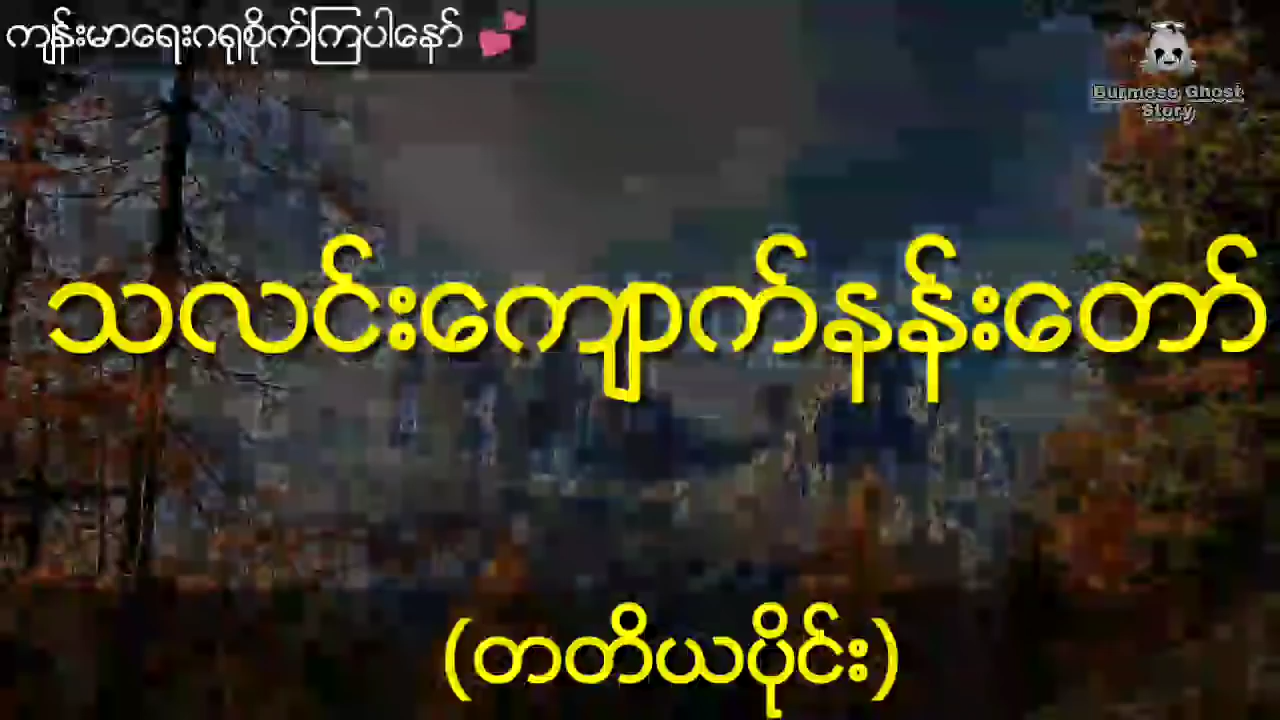 ကျန်းမာရေးဂရုစိုက်ကြပါနော် 💕
Burmese Ghost
Story
သလင်းကျောက်နန်းတော်
(တတိယပိုင်း)